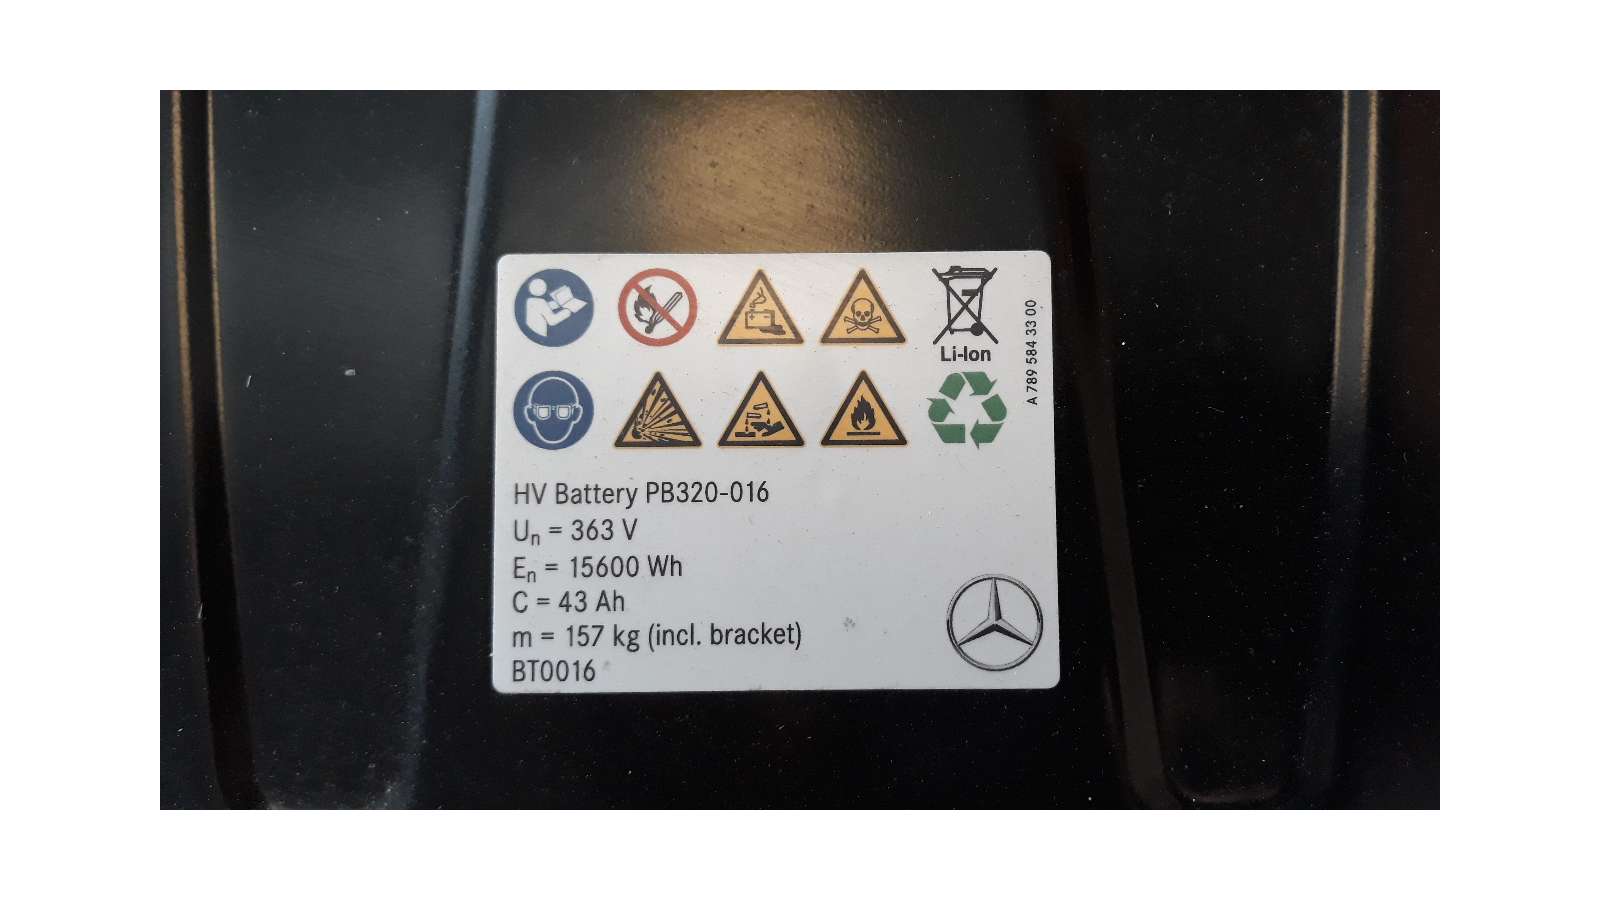 Li-Ion
A 789 584 33 00
HV Battery PB320-016
Un = 363 V
En = 15600 Wh
C = 43 Ah
m = 157 kg (incl. bracket)
BT0016